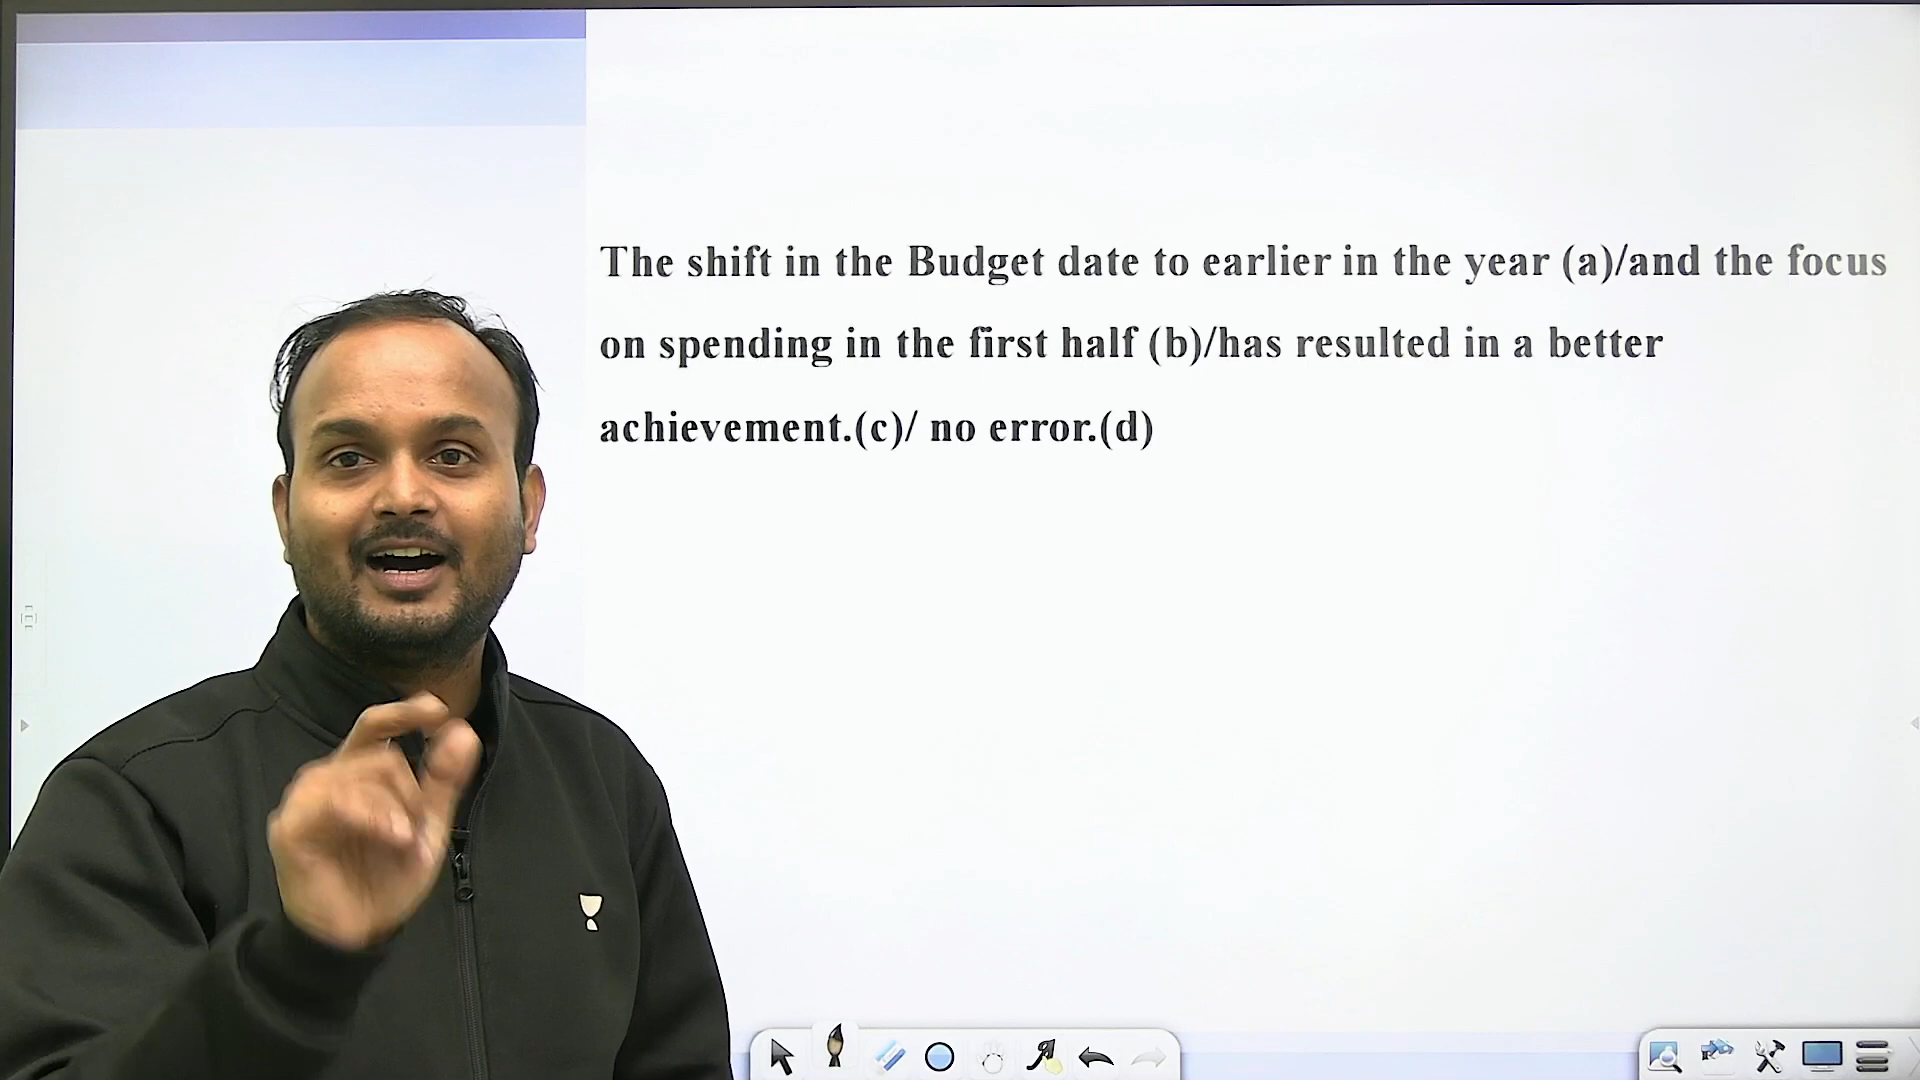 The shift in the Budget date to earlier in the year (a)/and the focus
on spending in the first half (b)/has resulted in a better
achievement.(c)/ no error.(d)